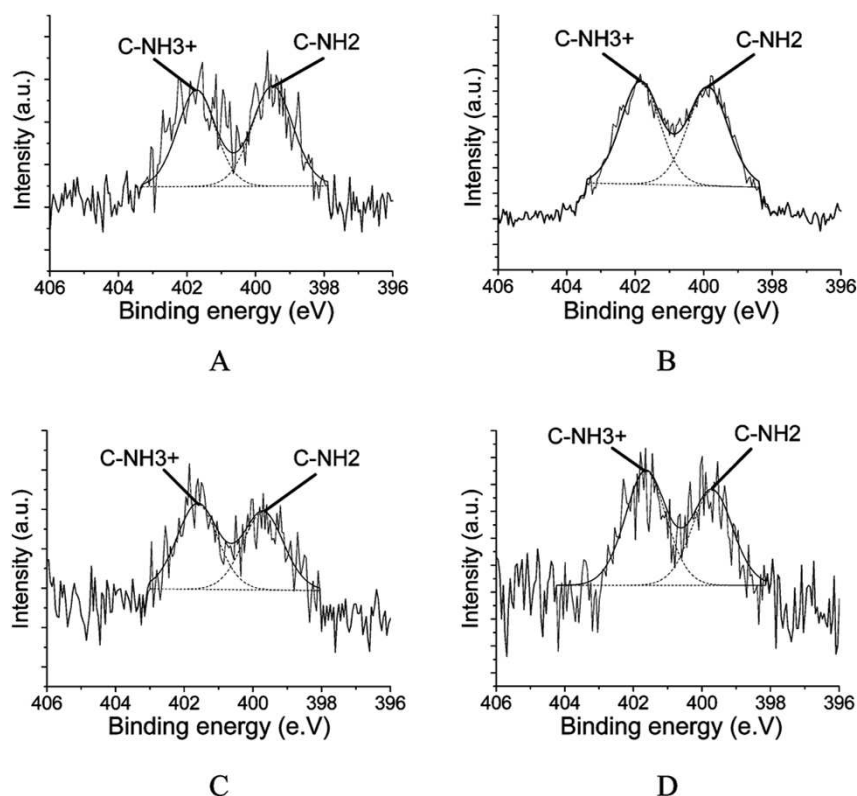 C-NH3+ C-NH2
Intensity (a.u.)
406 404 402 400 398 396
Binding energy (eV)
A
C-NH3+ C-NH2
Intensity (a.u.)
406 404 402 400 398 396
Binding energy (eV)
B
C-NH3+ C-NH2
Intensity (a.u.)
406 404 402 400 398 396
Binding energy (e.V)
C
C-NH3+ C-NH2
Intensity (a.u.)
406 404 402 400 398 396
Binding energy (e.V)
D